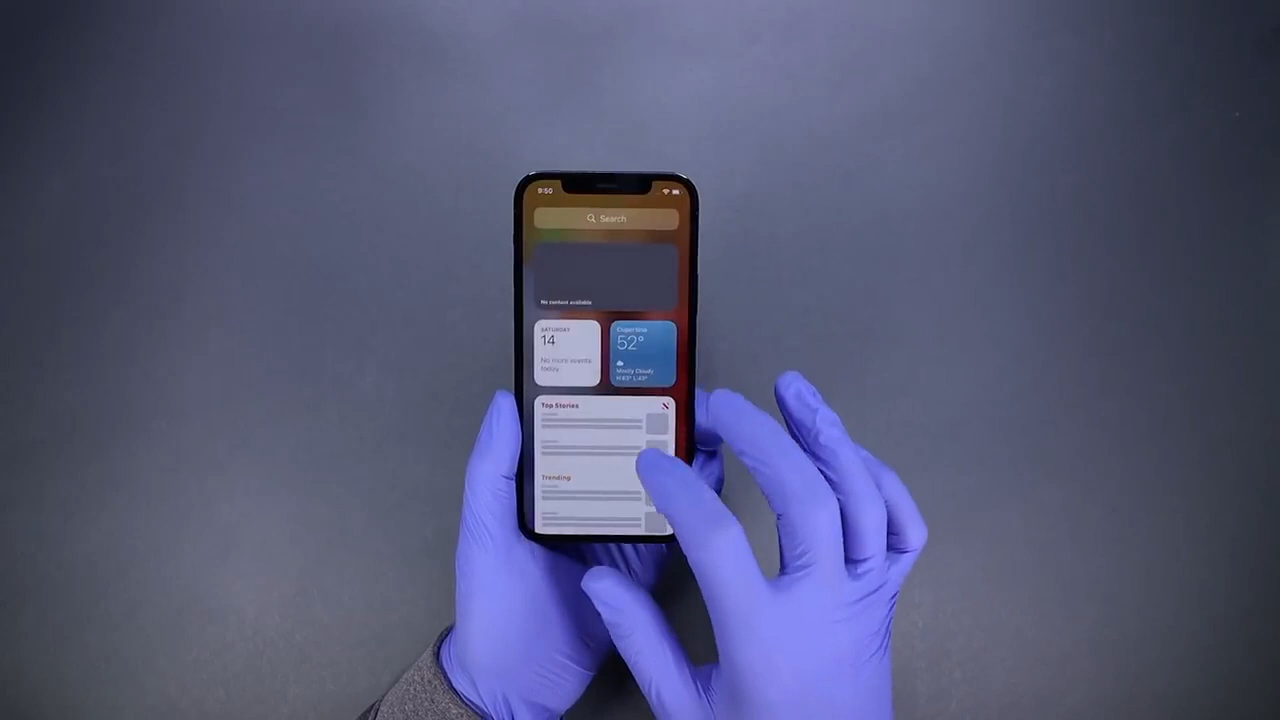 9:50
Search
No content available
SATURDAY
14
No more events
today
Cupertino
52°
Mostly Cloudy
Top Stories
Trending